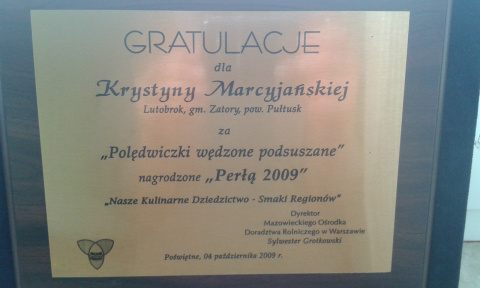 GRATULACJE
dla
Krystyny Marcyjańskiej
Lutobrok, gm. Zatory, pow. Pułtusk
za
„Polędwiczki wędzone podsuszane"
nagrodzone „Perłą 2009"
„Nasze Kulinarne Dziedzictwo - Smaki Regionów"
Dyrektor
Mazowieckiego Ośrodka
Doradztwa Rolniczego w Warszawie
Sylwester Grotkowski
Podwiętne, 04 października 2009 r.